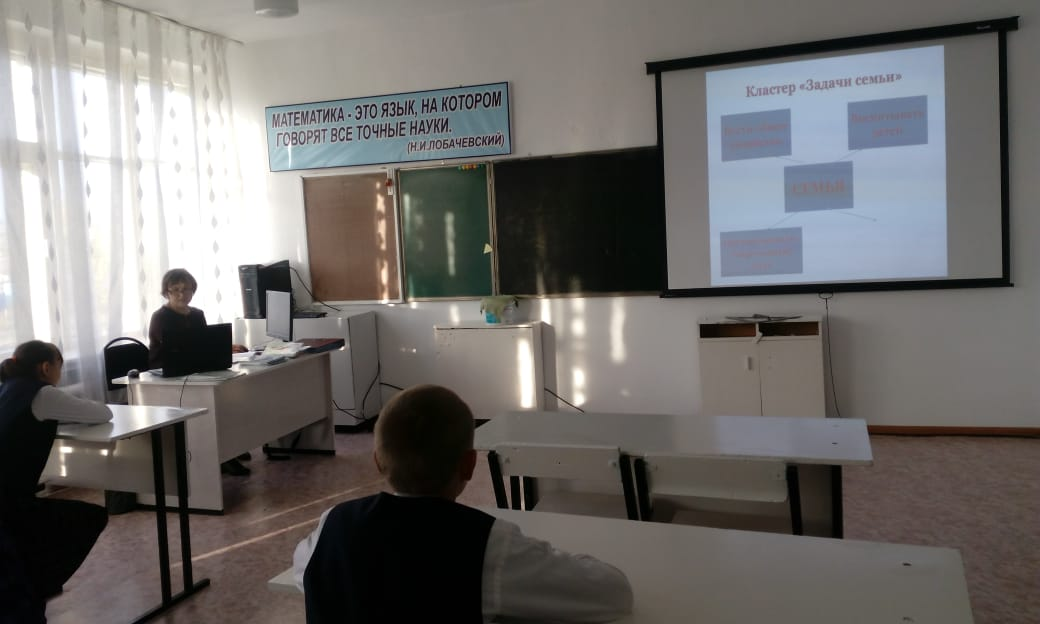 МАТЕМАТИКА - ЭТО ЯЗЫК, НА КОТОРОМ
ГОВОРЯТ ВСЕ ТОЧНЫЕ НАУКИ.
(Н.И.ЛОБАЧЕВСКИЙ)
Кластер «Задачи семьи»
Воспитывать
детей
СЕМЬЯ